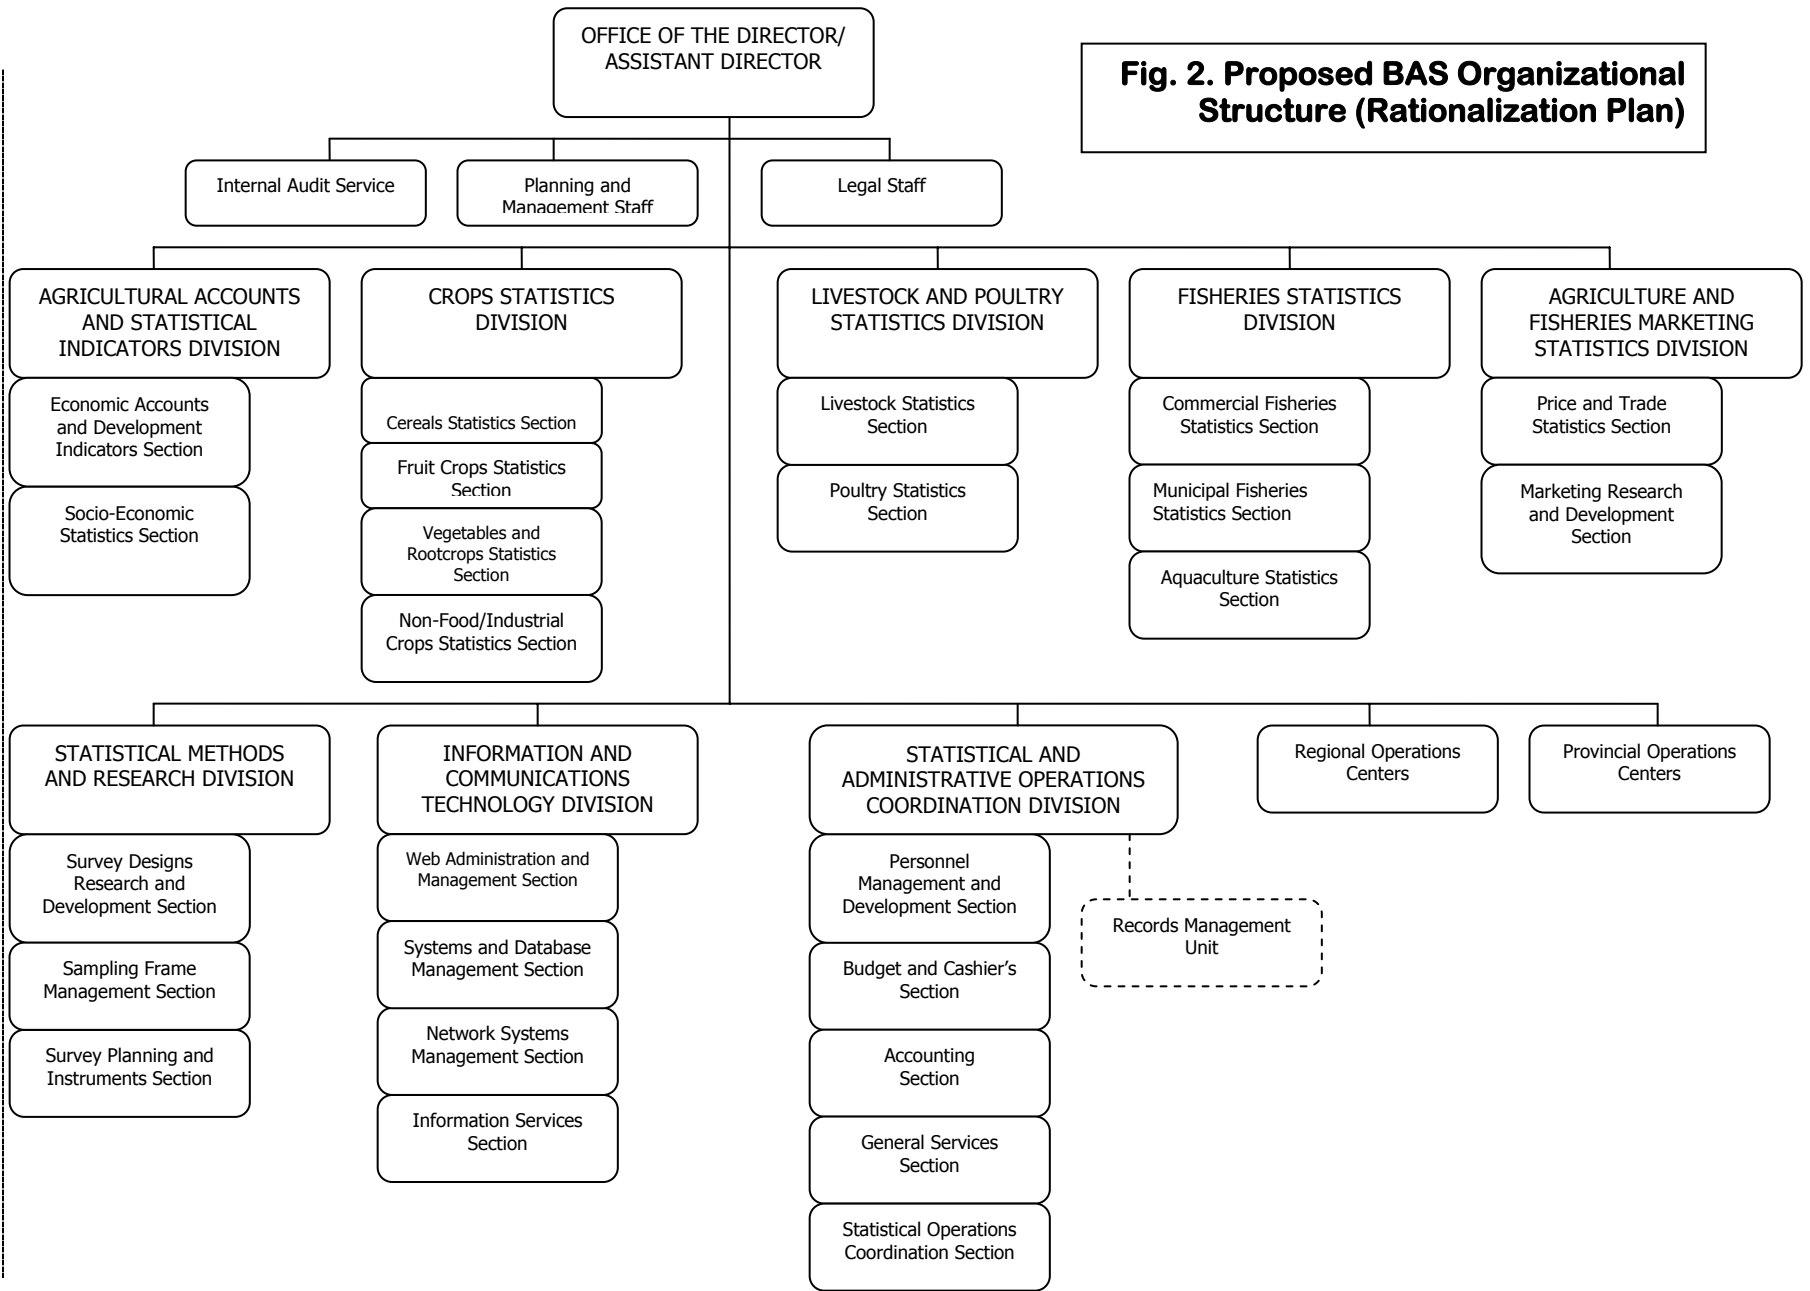 OFFICE OF THE DIRECTOR/
ASSISTANT DIRECTOR
Fig. 2. Proposed BAS Organizational
Structure (Rationalization Plan)
Internal Audit Service
Planning and
Management Staff
Legal Staff
AGRICULTURAL ACCOUNTS
AND STATISTICAL
INDICATORS DIVISION
Economic Accounts
and Development
Indicators Section
Socio-Economic
Statistics Section
CROPS STATISTICS
DIVISION
Cereals Statistics Section
Fruit Crops Statistics
Section
Vegetables and
Rootcrops Statistics
Section
Non-Food/Industrial
Crops Statistics Section
LIVESTOCK AND POULTRY
STATISTICS DIVISION
Livestock Statistics
Section
Poultry Statistics
Section
FISHERIES STATISTICS
DIVISION
Commercial Fisheries
Statistics Section
Municipal Fisheries
Statistics Section
Aquaculture Statistics
Section
AGRICULTURE AND
FISHERIES MARKETING
STATISTICS DIVISION
Price and Trade
Statistics Section
Marketing Research
and Development
Section
STATISTICAL METHODS
AND RESEARCH DIVISION
Survey Designs
Research and
Development Section
Sampling Frame
Management Section
Survey Planning and
Instruments Section
INFORMATION AND
COMMUNICATIONS
TECHNOLOGY DIVISION
Web Administration and
Management Section
Systems and Database
Management Section
Network Systems
Management Section
Information Services
Section
STATISTICAL AND
ADMINISTRATIVE OPERATIONS
COORDINATION DIVISION
Personnel
Management and
Development Section
Budget and Cashier's
Section
Accounting
Section
General Services
Section
Statistical Operations
Coordination Section
Records Management
Unit
Regional Operations
Centers
Provincial Operations
Centers